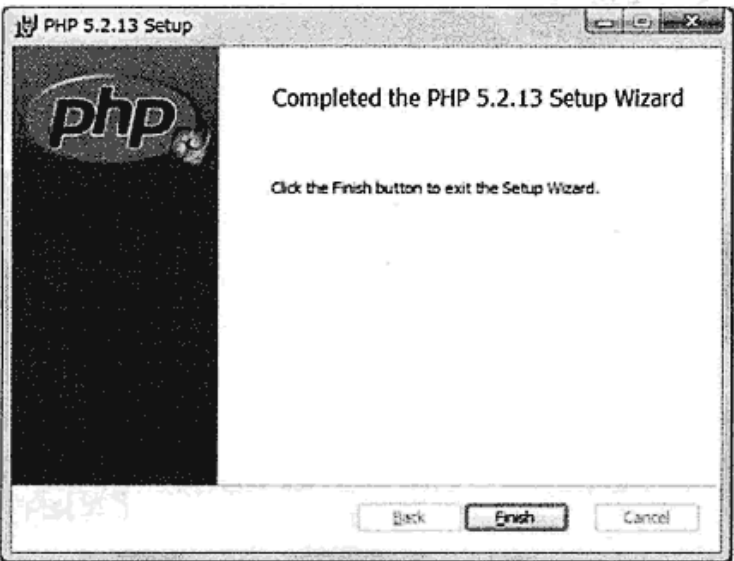 PHP 5.2.13 Setup
php
Completed the PHP 5.2.13 Setup Wizard
Click the Finish button to exit the Setup Wizard.
Back
Finish
Cancel